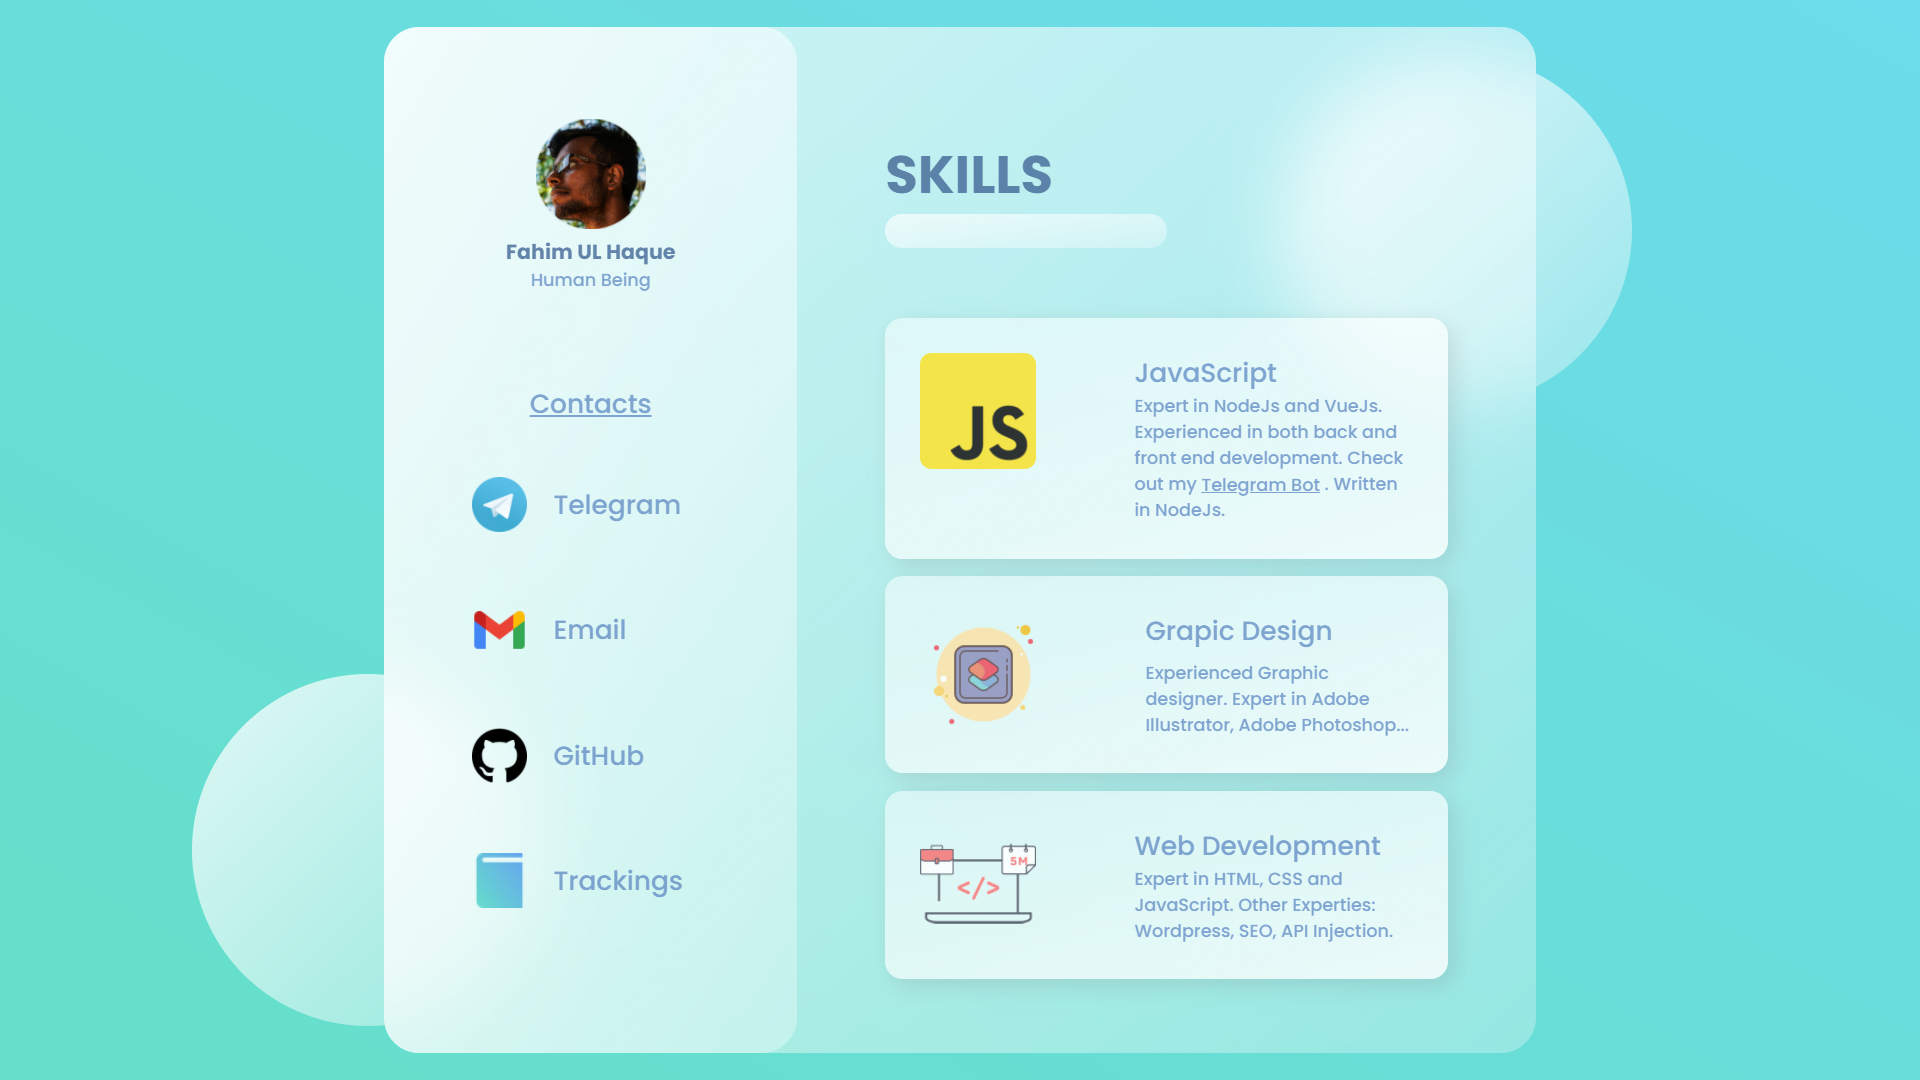 Fahim UL Haque
Human Being
Contacts
Telegram
Email
GitHub
Trackings
SKILLS
JS
JavaScript
Expert in NodeJs and VueJs.
Experienced in both back and
front end development. Check
out my Telegram Bot . Written
in NodeJs.
Grapic Design
Experienced Graphic
designer. Expert in Adobe
Illustrator, Adobe Photoshop...
5M
</>
Web Development
Expert in HTML, CSS and
JavaScript. Other Experties:
Wordpress, SEO, API Injection.